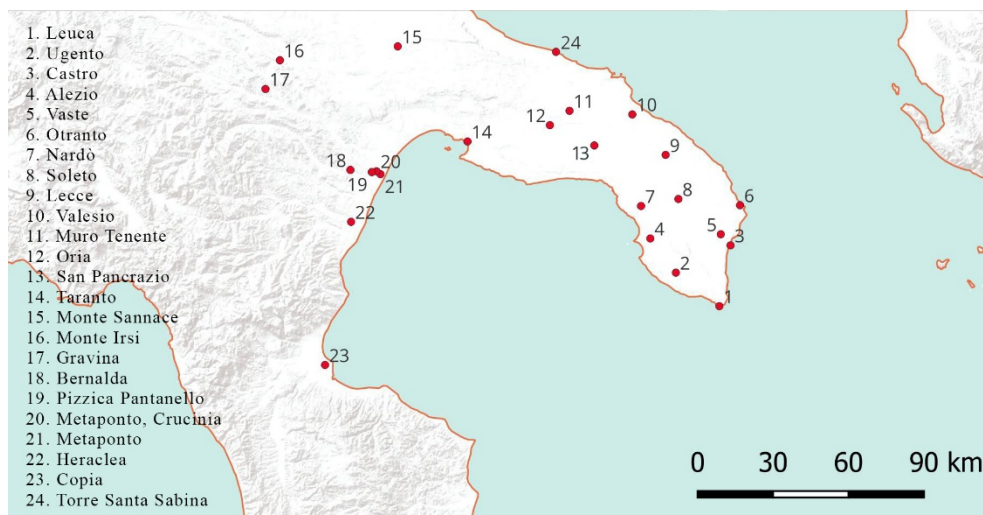 1. Leuca
2. Ugento
3. Castro
4. Alezio
5. Vaste
6. Otranto
7. Nardò
8. Soleto
9. Lecce
10. Valesio
11. Muro Tenente
12. Oria
13. San Pancrazio
14. Taranto
15. Monte Sannace
16. Monte Irsi
17. Gravina
18. Bernalda
19. Pizzica Pantanello
20. Metaponto, Crucinia
21. Metaponto
22. Heraclea
23. Copia
24. Torre Santa Sabina
15
24
16
17
11
10
12
14
13
9
18
20
19
21
8
7
6
22
5
3
4
2
1
23
0 30 60 90 km